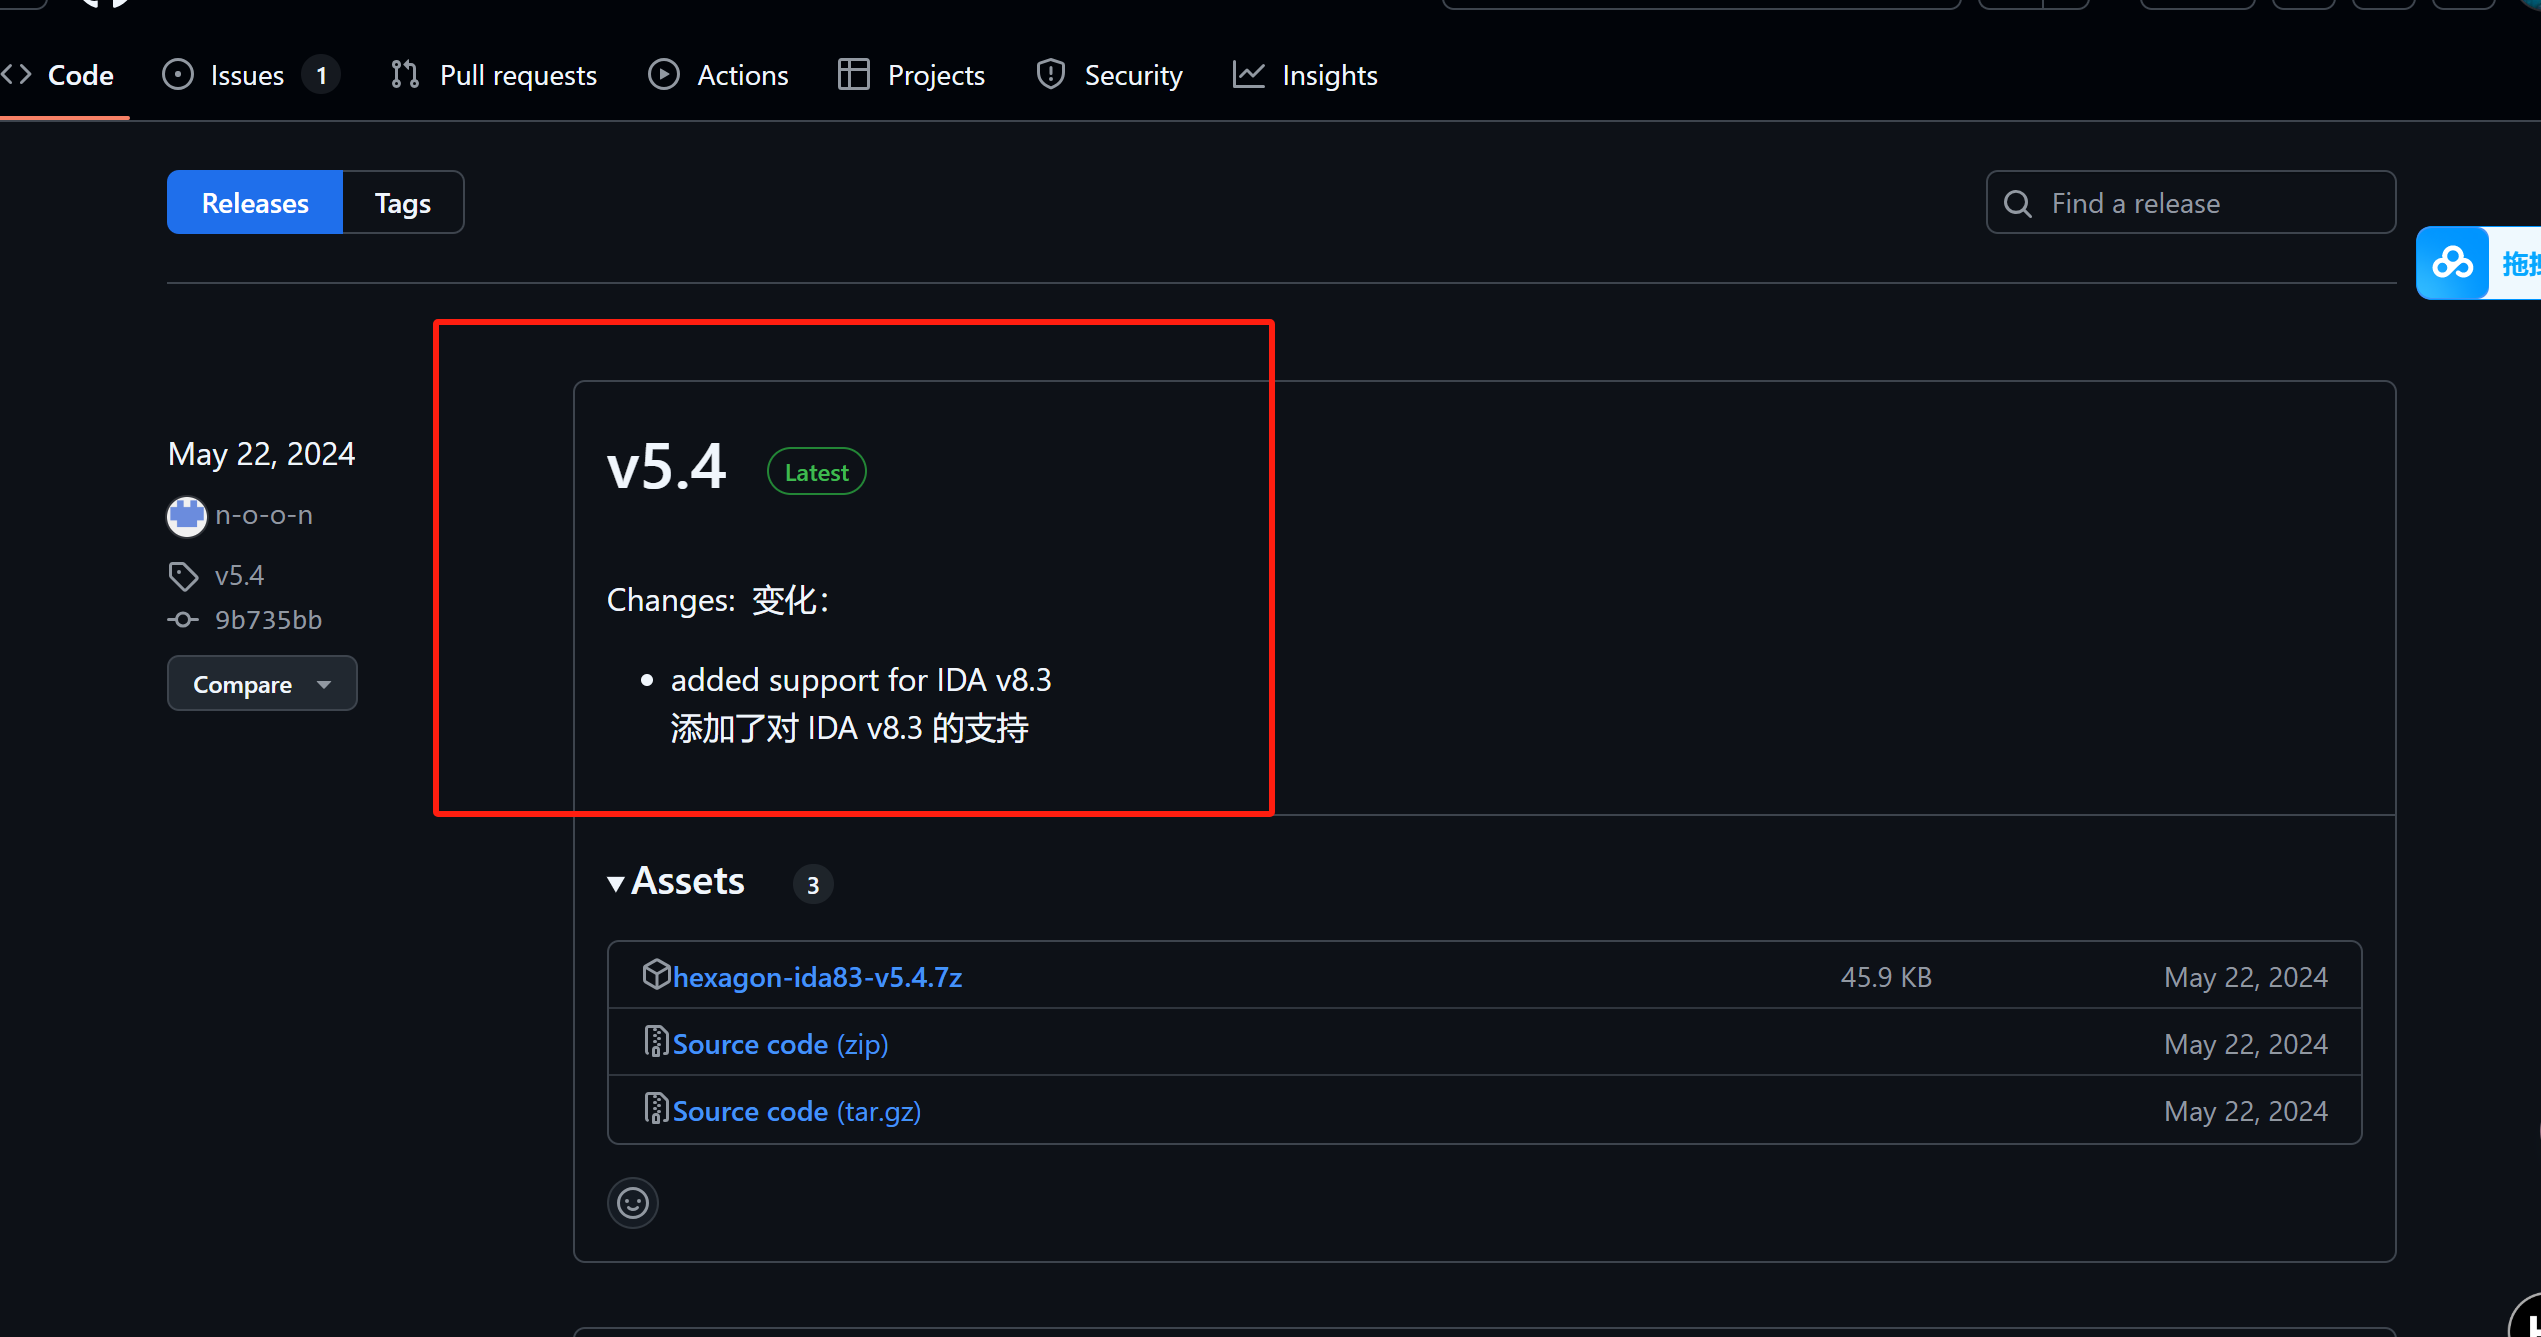 Code
Issues 1
Pull requests
Actions
Projects
Security
Insights
Releases
Tags
Find a release
May 22, 2024
n-o-o-n
v5.4
9b735bb
Compare
v5.4 Latest
Changes: 变化：
added support for IDA v8.3
添加了对 IDA v8.3 的支持
Assets 3
hexagon-ida83-v5.4.7z 45.9 KB May 22, 2024
Source code (zip) May 22, 2024
Source code (tar.gz) May 22, 2024